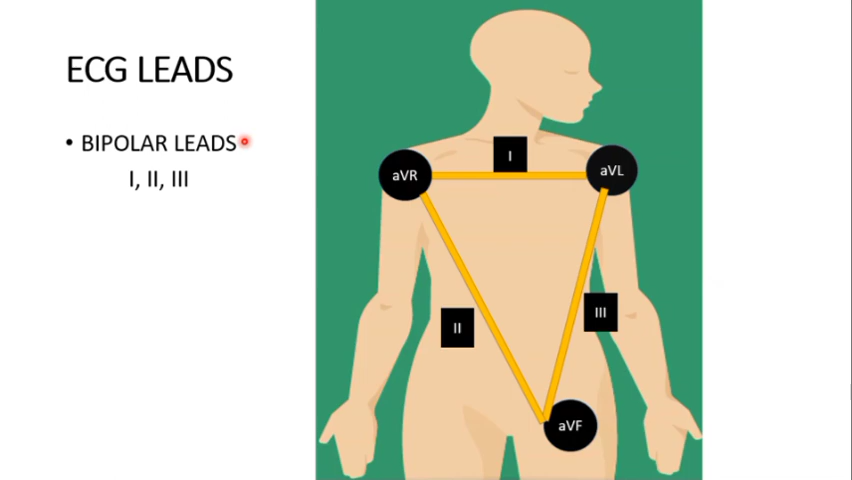 ECG LEADS
• BIPOLAR LEADS
I, II, III
I
aVR
aVL
III
II
aVF